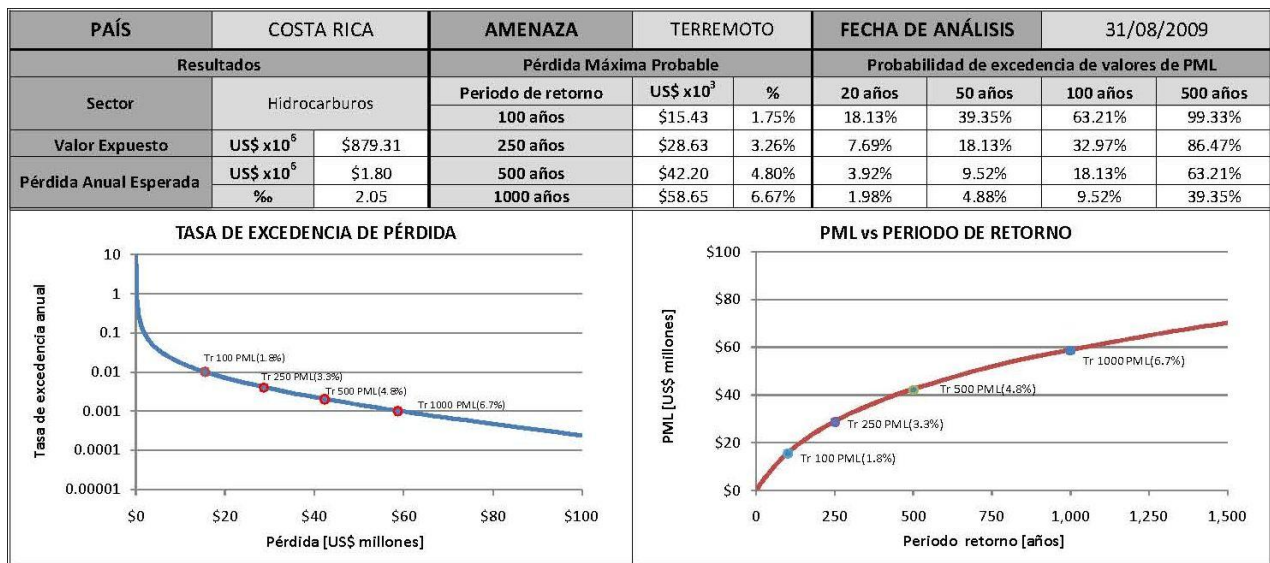 PAÍS COSTA RICA AMENAZA TERREMOTO FECHA DE ANÁLISIS 31/08/2009
Resultados Pérdida Máxima Probable Probabilidad de excedencia de valores de PML
Sector Hidrocarburos Periodo de retorno US$ x10³ % 20 años 50 años 100 años 500 años
100 años $15.43 1.75% 18.13% 39.35% 63.21% 99.33%
Valor Expuesto US$ x10⁶ $879.31 250 años $28.63 3.26% 7.69% 18.13% 32.97% 86.47%
Pérdida Anual Esperada US$ x10⁶ $1.80 500 años $42.20 4.80% 3.92% 9.52% 18.13% 63.21%
‰ 2.05 1000 años $58.65 6.67% 1.98% 4.88% 9.52% 39.35%
TASA DE EXCEDENCIA DE PÉRDIDA
Tasa de excedencia anual
10
1
0.1
0.01
0.001
0.0001
0.00001
Tr 100 PML(1.8%)
Tr 250 PML(3.3%)
Tr 500 PML(4.8%)
Tr 1000 PML(6.7%)
$0 $20 $40 $60 $80 $100
Pérdida [US$ millones]
PML vs PERIODO DE RETORNO
PML [US$ millones]
$100
$80
$60
$40
$20
$0
Tr 1000 PML(6.7%)
Tr 500 PML(4.8%)
Tr 250 PML(3.3%)
Tr 100 PML(1.8%)
0 250 500 750 1,000 1,250 1,500
Período retorno [años]